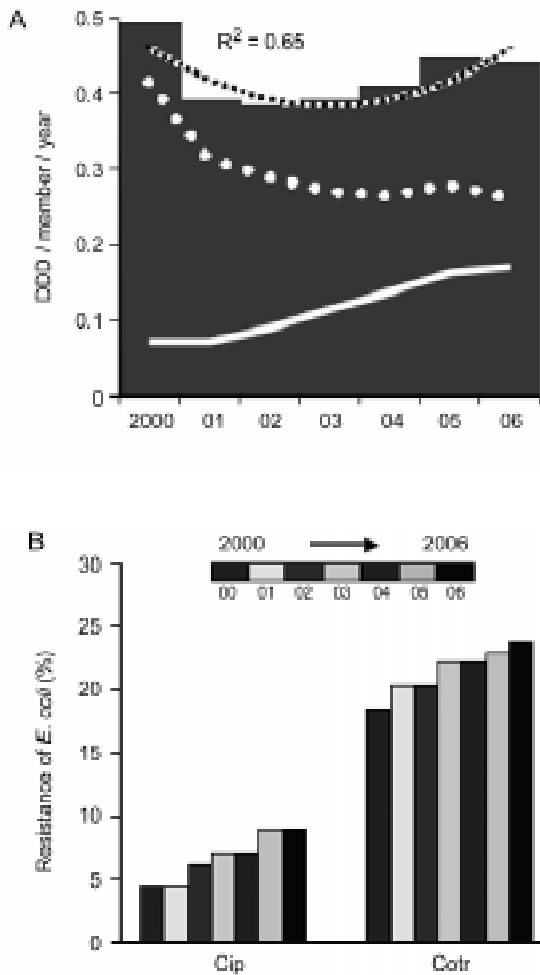 A
R² = 0.65
DDD / member / year
0.5
0.4
0.3
0.2
0.1
0
2000 01 02 03 04 05 06
B
2000 2006
00 01 02 03 04 05 06
Resistance of E. coli (%)
30
25
20
15
10
5
0
Cip Cotr